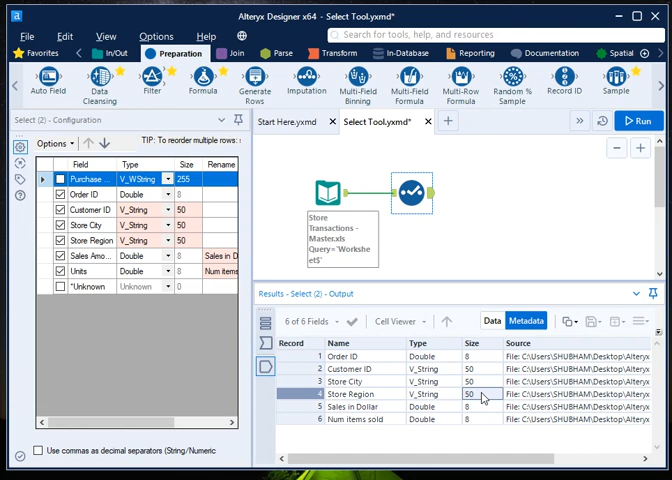 Alteryx Designer x64 - Select Tool.yxmd*
File Edit View Options Help
Search for tools, help, and resources
Favorites In/Out Preparation Join Parse Transform In-Database Reporting Documentation Spatial
Auto Field
Data Cleansing
Filter
Formula
Generate Rows
Imputation
Multi-Field Binning
Multi-Field Formula
Multi-Row Formula
Random % Sample
Record ID
Sample
Select (2) - Configuration
Start Here.yxmd
Select Tool.yxmd*
Run
Options
TIP: To reorder multiple rows:
Field Type Size Rename
Purchase ... V_WString 255
Order ID Double 8
Customer ID V_String 50
Store City V_String 50
Store Region V_String 50
Sales Amo... Double 8 Sales in D
Units Double 8 Num items
*Unknown Unknown 0
Use commas as decimal separators (String/Numeric
Store
Transactions -
Master.xls
Query=`Workshe
et$`
Results - Select (2) - Output
6 of 6 Fields Cell Viewer Data Metadata
Record Name Type Size Source
1 Order ID Double 8 File: C:\Users\SHUBHAM\Desktop\Alteryx
2 Customer ID V_String 50 File: C:\Users\SHUBHAM\Desktop\Alteryx
3 Store City V_String 50 File: C:\Users\SHUBHAM\Desktop\Alteryx
4 Store Region V_String 50 File: C:\Users\SHUBHAM\Desktop\Alteryx
5 Sales in Dollar Double 8 File: C:\Users\SHUBHAM\Desktop\Alteryx
6 Num items sold Double 8 File: C:\Users\SHUBHAM\Desktop\Alteryx